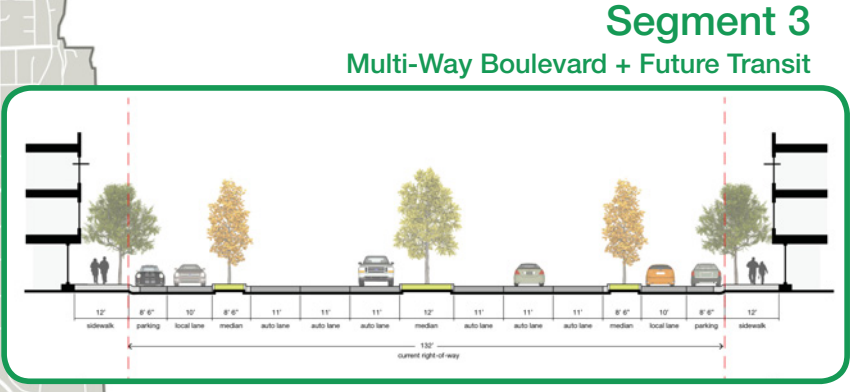 Segment 3
Multi-Way Boulevard + Future Transit
12' 8' 6" 10' 8' 6" 11' 11' 11' 12' 11' 11' 11' 8' 6" 10' 8' 6" 12'
sidewalk parking local lane median auto lane auto lane auto lane median auto lane auto lane auto lane median local lane parking sidewalk
132'
current right-of-way